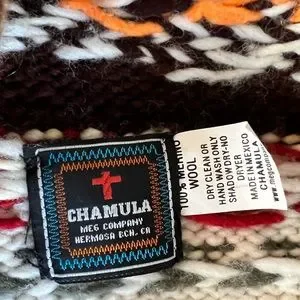 CHAMULA
MEG COMPANY
HERMOSA BCH. CA
100% MERINO
WOOL
DRY CLEAN OR
HAND WASH ONLY
SHADOW DRY-NO
DRYER
MADE IN MEXICO
CHAMULA